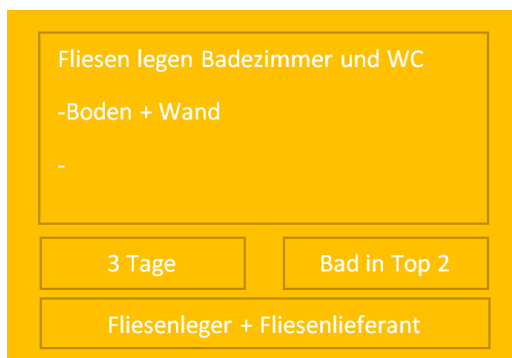 Fliesen legen Badezimmer und WC
-Boden + Wand
-
3 Tage
Bad in Top 2
Fliesenleger + Fliesenlieferant